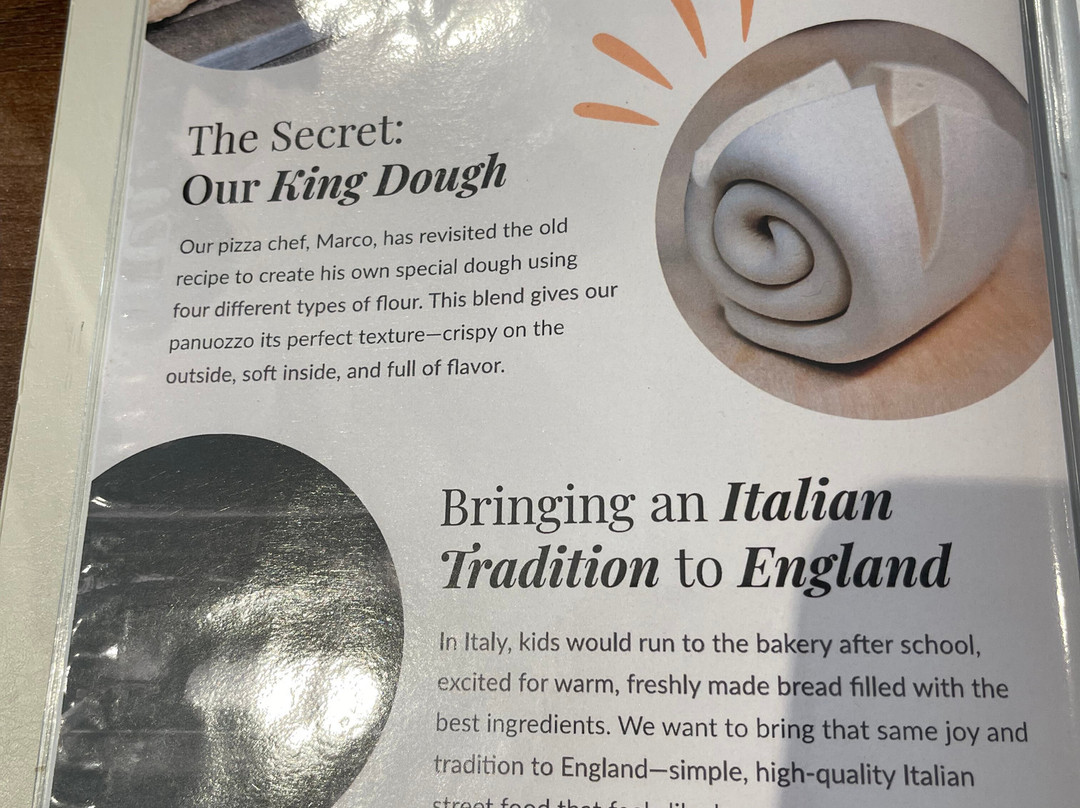 The Secret:
Our King Dough
Our pizza chef, Marco, has revisited the old
recipe to create his own special dough using
four different types of flour. This blend gives our
panuozzo its perfect texture—crispy on the
outside, soft inside, and full of flavor.
Bringing an Italian
Tradition to England
In Italy, kids would run to the bakery after school,
excited for warm, freshly made bread filled with the
best ingredients. We want to bring that same joy and
tradition to England—simple, high-quality Italian
street food that